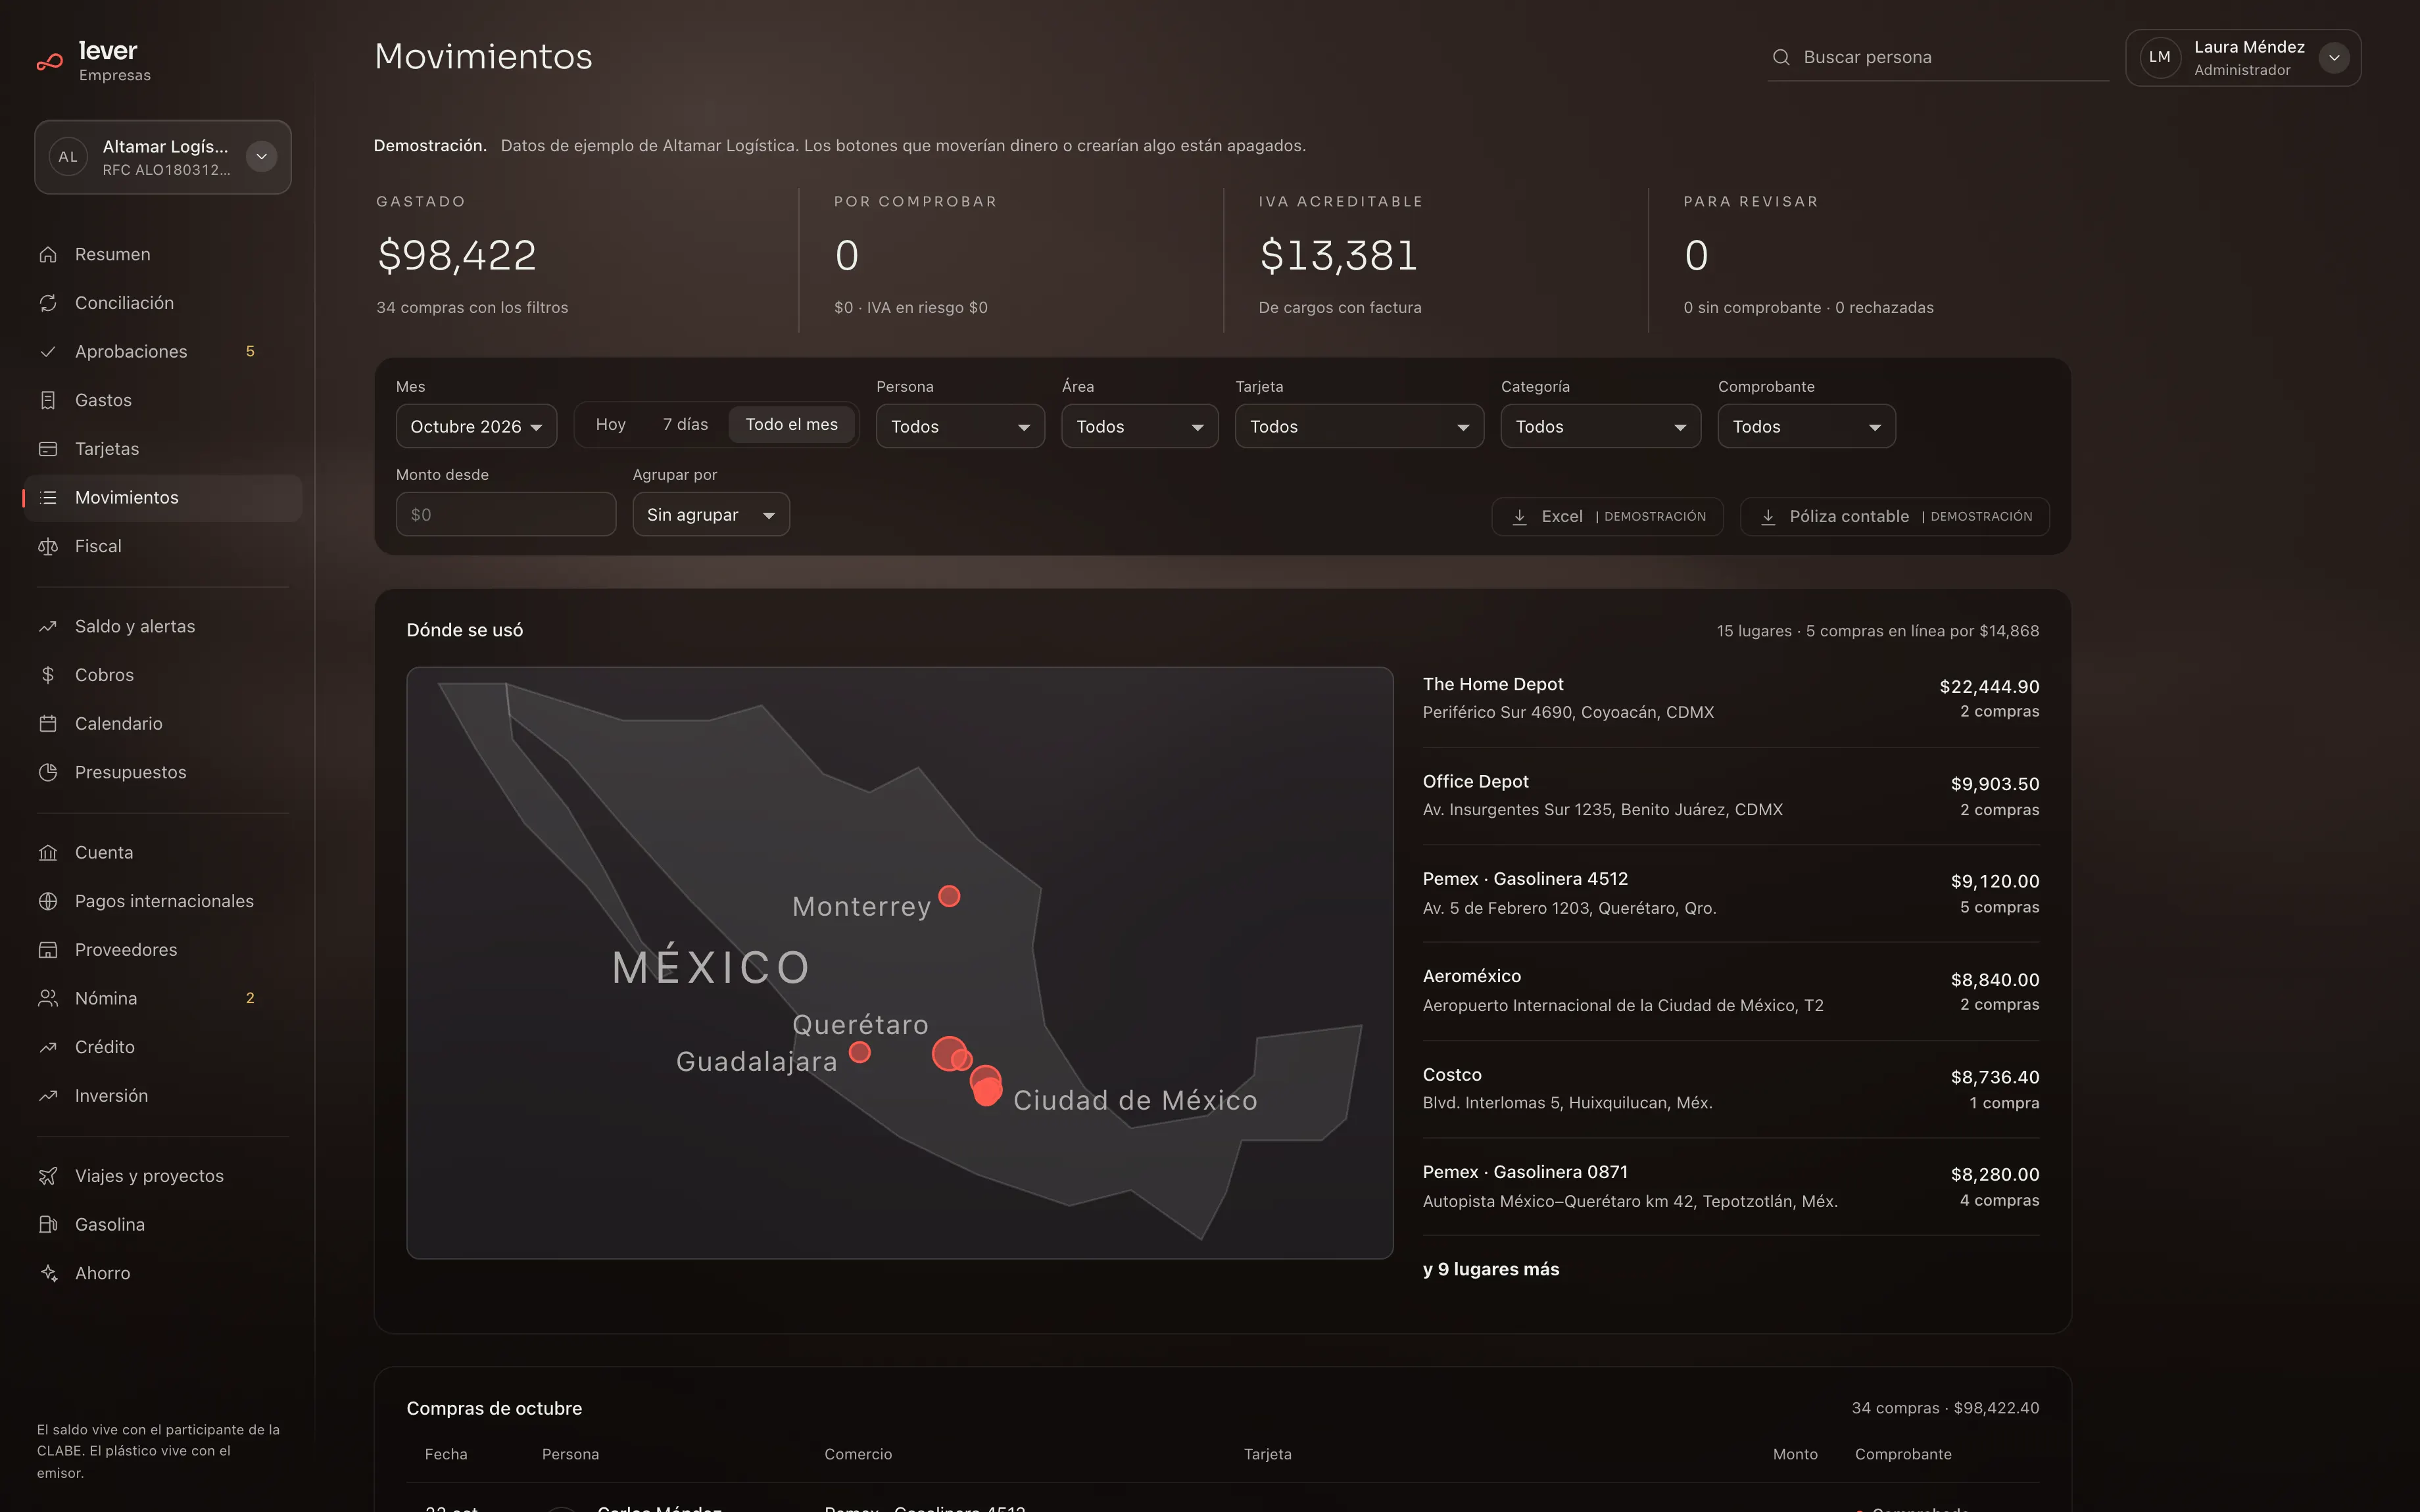 lever
Empresas
AL
Altamar Logís...
RFC ALO180312...
Resumen
Conciliación
Aprobaciones 5
Gastos
Tarjetas
Movimientos
Fiscal
Saldo y alertas
Cobros
Calendario
Presupuestos
Cuenta
Pagos internacionales
Proveedores
Nómina 2
Crédito
Inversión
Viajes y proyectos
Gasolina
Ahorro
El saldo vive con el participante de la
CLABE. El plástico vive con el
emisor.
Movimientos
Buscar persona
LM
Laura Méndez
Administrador
Demostración. Datos de ejemplo de Altamar Logística. Los botones que moverían dinero o crearían algo están apagados.
GASTADO
$98,422
34 compras con los filtros
POR COMPROBAR
0
$0 · IVA en riesgo $0
IVA ACREDITABLE
$13,381
De cargos con factura
PARA REVISAR
0
0 sin comprobante · 0 rechazadas
Mes
Octubre 2026
Hoy 7 días Todo el mes
Persona
Todos
Área
Todos
Tarjeta
Todos
Categoría
Todos
Comprobante
Todos
Monto desde
$0
Agrupar por
Sin agrupar
Excel | DEMOSTRACIÓN
Póliza contable | DEMOSTRACIÓN
Dónde se usó
15 lugares · 5 compras en línea por $14,868
Monterrey
MÉXICO
Querétaro
Guadalajara
Ciudad de México
The Home Depot $22,444.90
Periférico Sur 4690, Coyoacán, CDMX 2 compras
Office Depot $9,903.50
Av. Insurgentes Sur 1235, Benito Juárez, CDMX 2 compras
Pemex · Gasolinera 4512 $9,120.00
Av. 5 de Febrero 1203, Querétaro, Qro. 5 compras
Aeroméxico $8,840.00
Aeropuerto Internacional de la Ciudad de México, T2 2 compras
Costco $8,736.40
Blvd. Interlomas 5, Huixquilucan, Méx. 1 compra
Pemex · Gasolinera 0871 $8,280.00
Autopista México–Querétaro km 42, Tepotzotlán, Méx. 4 compras
y 9 lugares más
Compras de octubre
34 compras · $98,422.40
Fecha Persona Comercio Tarjeta Monto Comprobante
Carlos Méndez Pemex · Gasolinera 4512